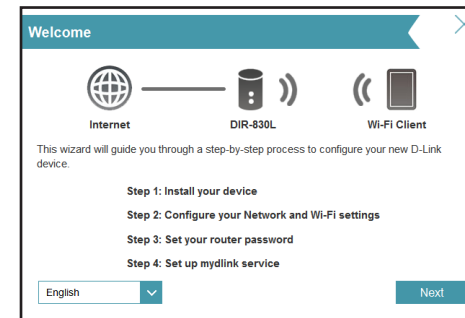 Welcome
Internet DIR-830L Wi-Fi Client
This wizard will guide you through a step-by-step process to configure your new D-Link
device.
Step 1: Install your device
Step 2: Configure your Network and Wi-Fi settings
Step 3: Set your router password
Step 4: Set up mydlink service
English Next